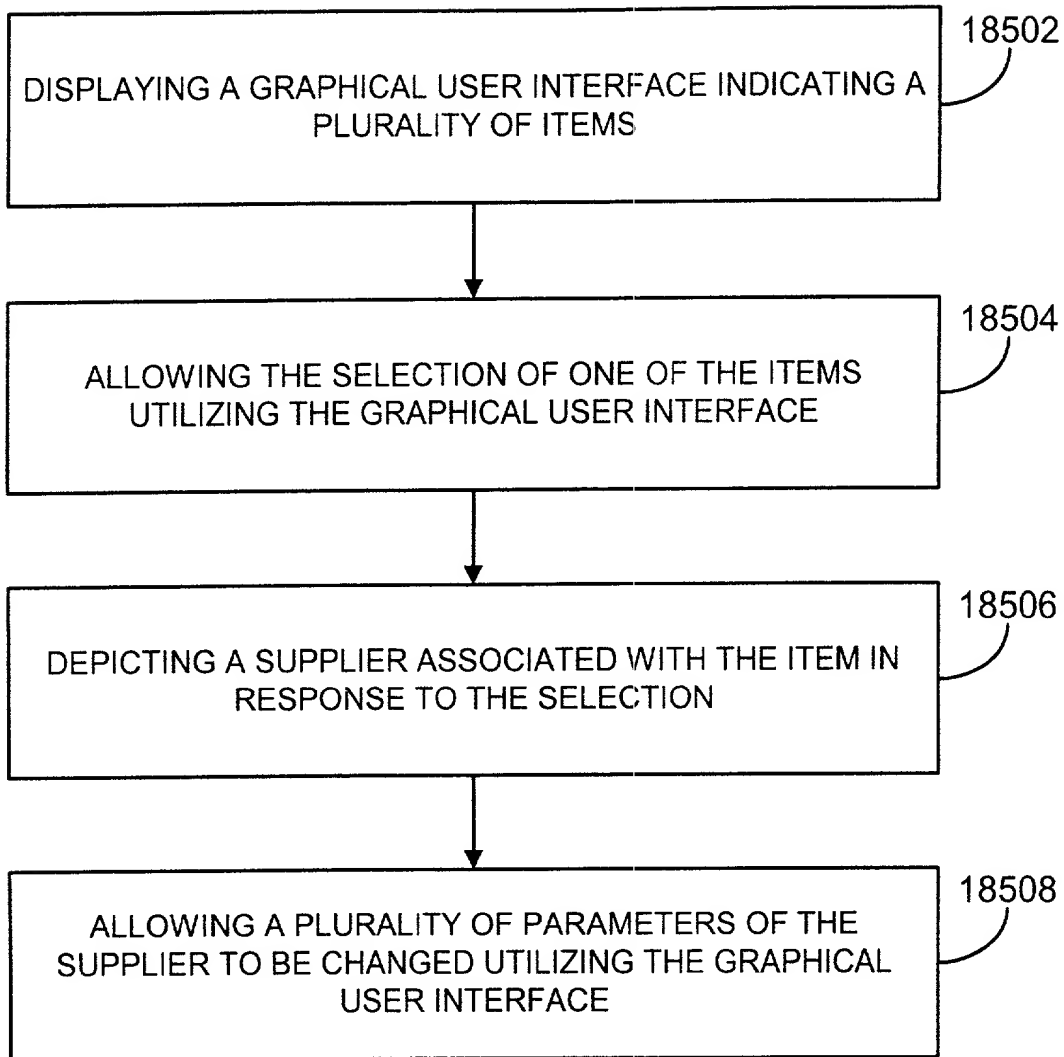 18502
DISPLAYING A GRAPHICAL USER INTERFACE INDICATING A
PLURALITY OF ITEMS
18504
ALLOWING THE SELECTION OF ONE OF THE ITEMS
UTILIZING THE GRAPHICAL USER INTERFACE
18506
DEPICTING A SUPPLIER ASSOCIATED WITH THE ITEM IN
RESPONSE TO THE SELECTION
18508
ALLOWING A PLURALITY OF PARAMETERS OF THE
SUPPLIER TO BE CHANGED UTILIZING THE GRAPHICAL
USER INTERFACE